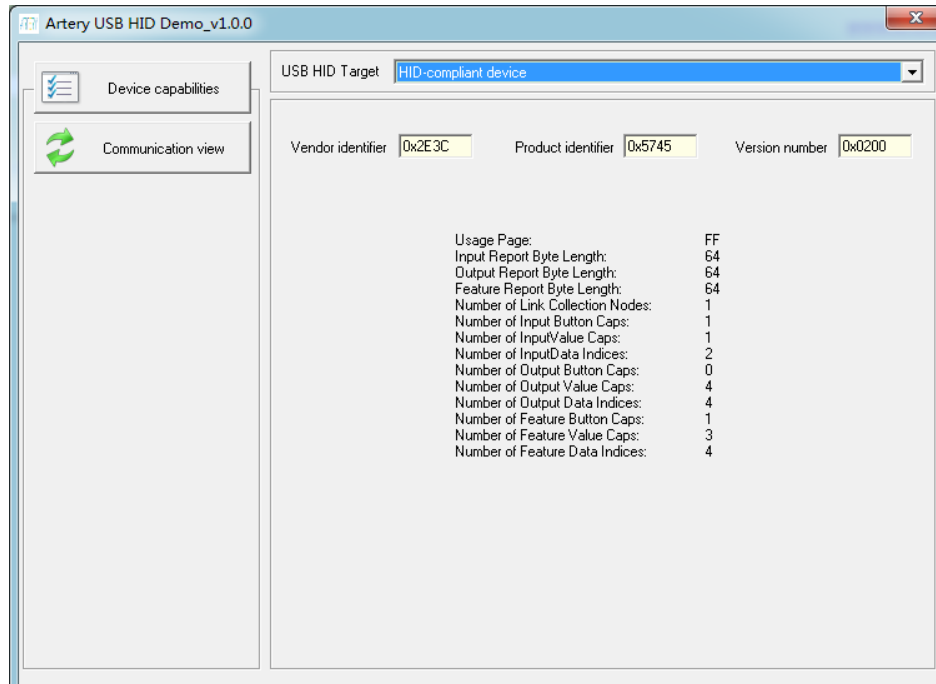 Artery USB HID Demo_v1.0.0
Device capabilities
Communication view
USB HID Target HID-compliant device
Vendor identifier 0x2E3C Product identifier 0x5745 Version number 0x0200
Usage Page: FF
Input Report Byte Length: 64
Output Report Byte Length: 64
Feature Report Byte Length: 64
Number of Link Collection Nodes: 1
Number of Input Button Caps: 1
Number of InputValue Caps: 1
Number of InputData Indices: 2
Number of Output Button Caps: 0
Number of Output Value Caps: 4
Number of Output Data Indices: 4
Number of Feature Button Caps: 1
Number of Feature Value Caps: 3
Number of Feature Data Indices: 4